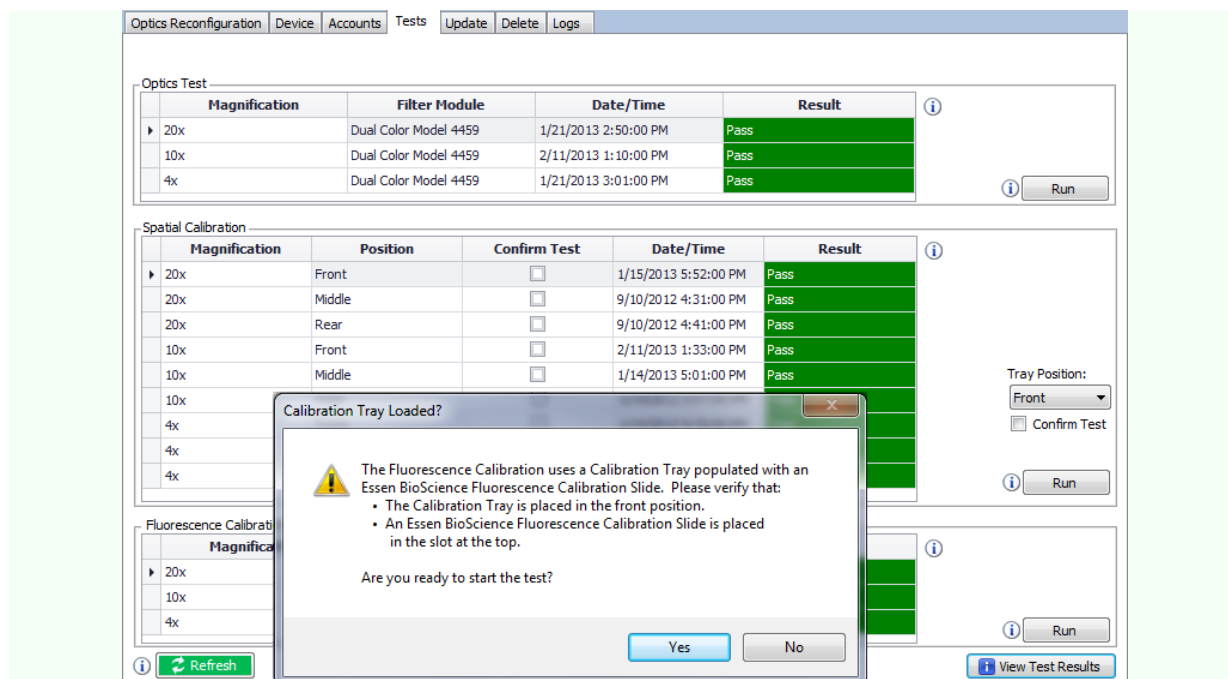 Optics Reconfiguration Device Accounts Tests Update Delete Logs
Optics Test
Magnification Filter Module Date/Time Result
20x Dual Color Model 4459 1/21/2013 2:50:00 PM Pass
10x Dual Color Model 4459 2/11/2013 1:10:00 PM Pass
4x Dual Color Model 4459 1/21/2013 3:01:00 PM Pass
Run
Spatial Calibration
Magnification Position Confirm Test Date/Time Result
20x Front 1/15/2013 5:52:00 PM Pass
20x Middle 9/10/2012 4:31:00 PM Pass
20x Rear 9/10/2012 4:41:00 PM Pass
10x Front 2/11/2013 1:33:00 PM Pass
10x Middle 1/14/2013 5:01:00 PM Pass
Tray Position:
10x
Front
4x
Confirm Test
4x
4x
Run
Calibration Tray Loaded?
The Fluorescence Calibration uses a Calibration Tray populated with an
Essen BioScience Fluorescence Calibration Slide. Please verify that:
• The Calibration Tray is placed in the front position.
• An Essen BioScience Fluorescence Calibration Slide is placed
in the slot at the top.
Are you ready to start the test?
Yes No
Fluorescence Calibrati
Magnifica
20x
10x
4x
Run
Refresh
View Test Results